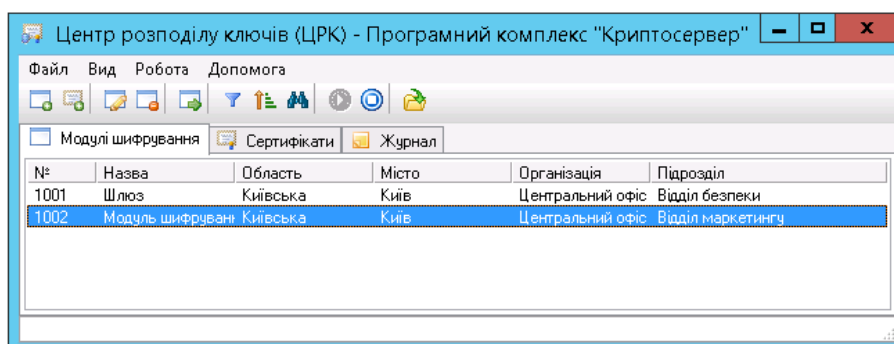 Центр розподілу ключів (ЦРК) - Програмний комплекс "Криптосервер"
Файл Вид Робота Допомога
Модулі шифрування Сертифікати Журнал
№ Назва Область Місто Організація Підрозділ
1001 Шлюз Київська Київ Центральний офіс Відділ безпеки
1002 Модуль шифруванн Київська Київ Центральний офіс Відділ маркетингу